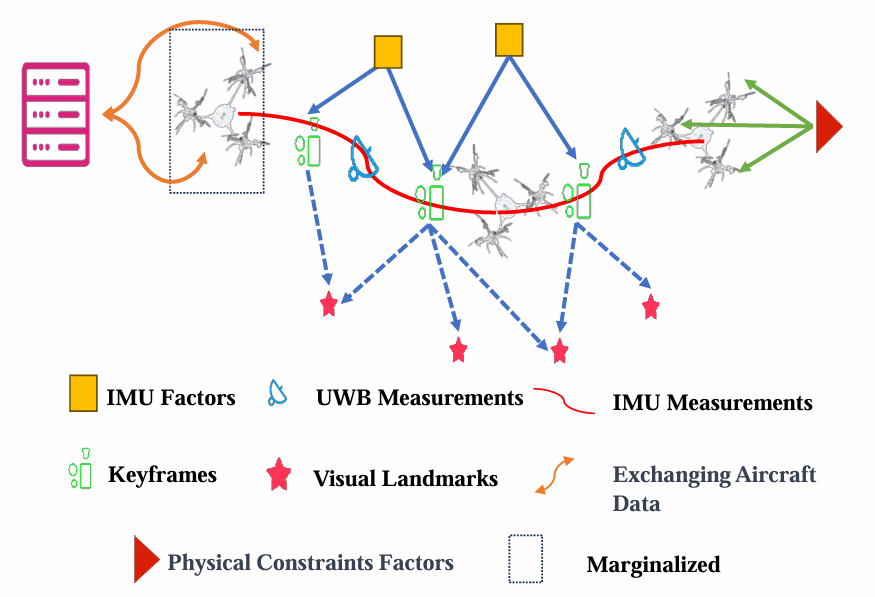 IMU Factors
UWB Measurements
IMU Measurements
Keyframes
Visual Landmarks
Exchanging Aircraft
Data
Physical Constraints Factors
Marginalized